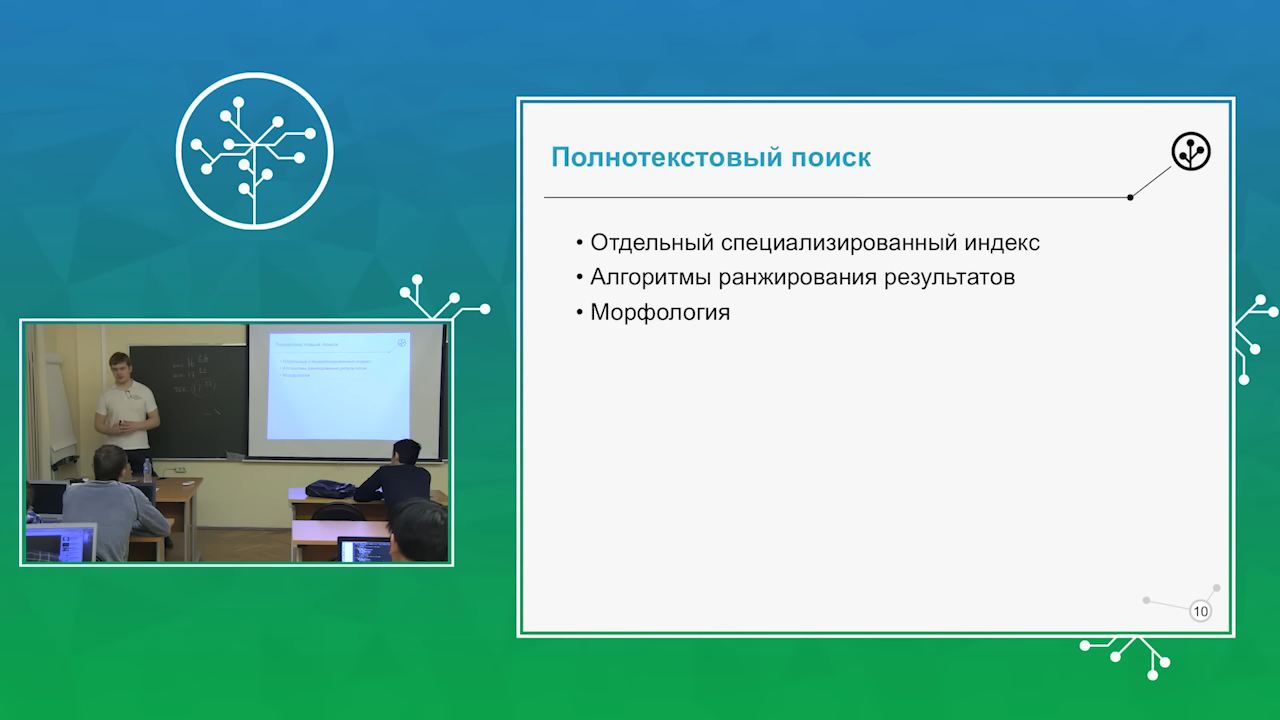 Полнотекстовый поиск
• Отдельный специализированный индекс
• Алгоритмы ранжирования результатов
• Морфология
10